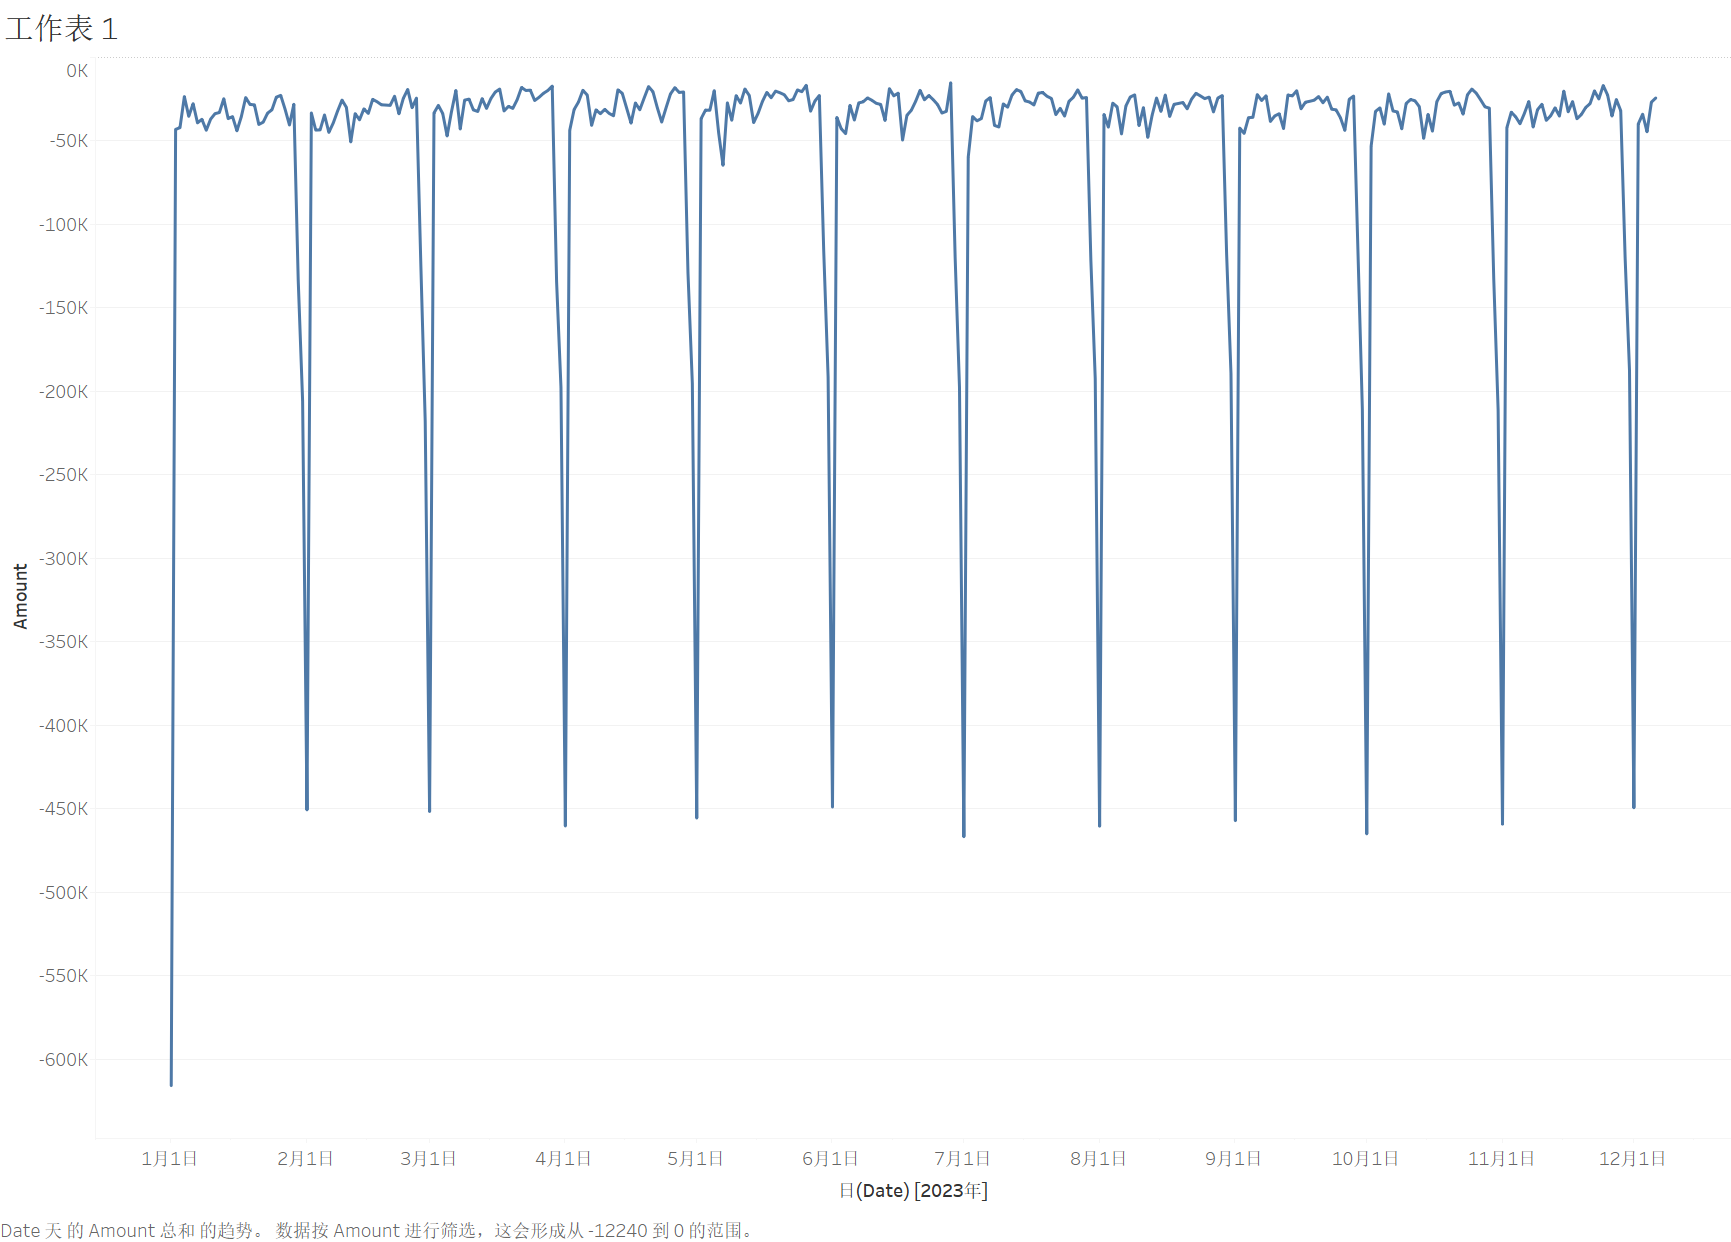 工作表 1
0K
-50K
-100K
-150K
-200K
-250K
-300K
-350K
-400K
-450K
-500K
-550K
-600K
Amount
1月1日 2月1日 3月1日 4月1日 5月1日 6月1日 7月1日 8月1日 9月1日 10月1日 11月1日 12月1日
日(Date) [2023年]
Date 天 的 Amount 总和 的趋势。 数据按 Amount 进行筛选，这会形成从 -12240 到 0 的范围。